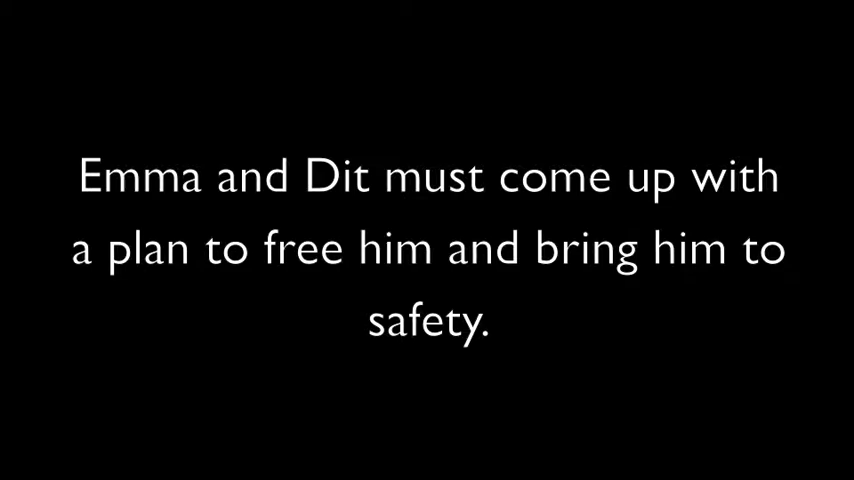 Emma and Dit must come up with
a plan to free him and bring him to
safety.